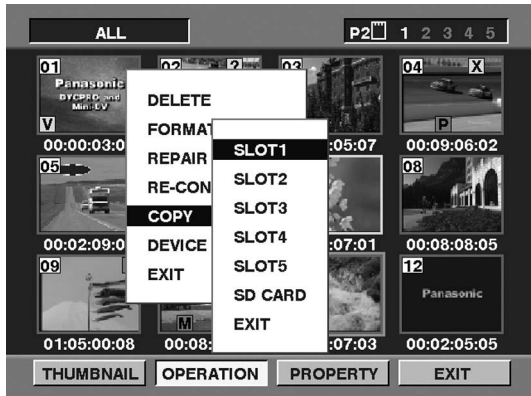 ALL
P2 1 2 3 4 5
01
Panasonic
DVCPRO and
Mini-DV
V
00:00:03:0
02 ?
03
:05:07
04 X
P
00:09:06:02
DELETE
FORMAT
REPAIR
RE-CON
COPY
DEVICE
EXIT
SLOT1
SLOT2
SLOT3
SLOT4
SLOT5
SD CARD
EXIT
05
00:02:09:0
:07:01
08
00:08:08:05
09
01:05:00:08
M
00:08:
:07:03
12
Panasonic
00:02:05:05
THUMBNAIL OPERATION PROPERTY EXIT